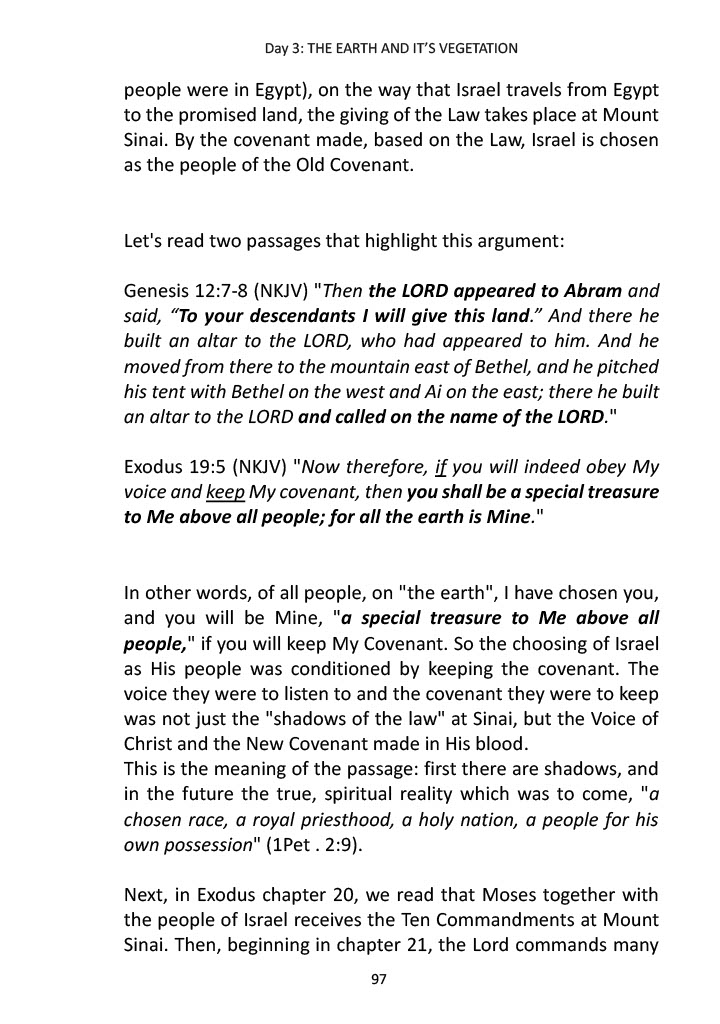 Day 3: THE EARTH AND IT’S VEGETATION
people were in Egypt), on the way that Israel travels from Egypt
to the promised land, the giving of the Law takes place at Mount
Sinai. By the covenant made, based on the Law, Israel is chosen
as the people of the Old Covenant.
Let's read two passages that highlight this argument:
Genesis 12:7-8 (NKJV) "Then the LORD appeared to Abram and
said, “To your descendants I will give this land.” And there he
built an altar to the LORD, who had appeared to him. And he
moved from there to the mountain east of Bethel, and he pitched
his tent with Bethel on the west and Ai on the east; there he built
an altar to the LORD and called on the name of the LORD."
Exodus 19:5 (NKJV) "Now therefore, if you will indeed obey My
voice and keep My covenant, then you shall be a special treasure
to Me above all people; for all the earth is Mine."
In other words, of all people, on "the earth", I have chosen you,
and you will be Mine, "a special treasure to Me above all
people," if you will keep My Covenant. So the choosing of Israel
as His people was conditioned by keeping the covenant. The
voice they were to listen to and the covenant they were to keep
was not just the "shadows of the law" at Sinai, but the Voice of
Christ and the New Covenant made in His blood.
This is the meaning of the passage: first there are shadows, and
in the future the true, spiritual reality which was to come, "a
chosen race, a royal priesthood, a holy nation, a people for his
own possession" (1Pet . 2:9).
Next, in Exodus chapter 20, we read that Moses together with
the people of Israel receives the Ten Commandments at Mount
Sinai. Then, beginning in chapter 21, the Lord commands many
97